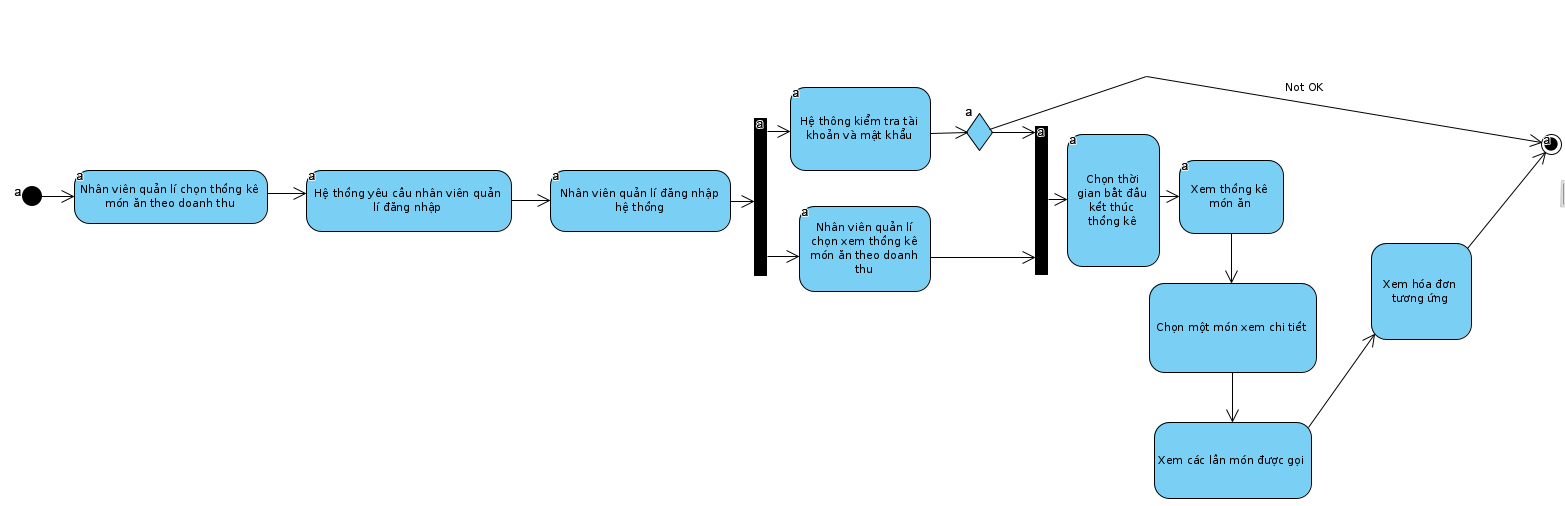 a
a
Nhân viên quản lí chọn thống kê
món ăn theo doanh thu
a
Hệ thống yêu cầu nhân viên quản
lí đăng nhập
a
Nhân viên quản lí đăng nhập
hệ thống
a
a
Hệ thông kiểm tra tài
khoản và mật khẩu
a
Nhân viên quản lí
chọn xem thống kê
món ăn theo doanh
thu
a
Not OK
a
a
Chọn thời
gian bắt đầu
kết thúc
thống kê
a
Xem thống kê
món ăn
Chọn một món xem chi tiết
Xem các lần món được gọi
Xem hóa đơn
tương ứng
a